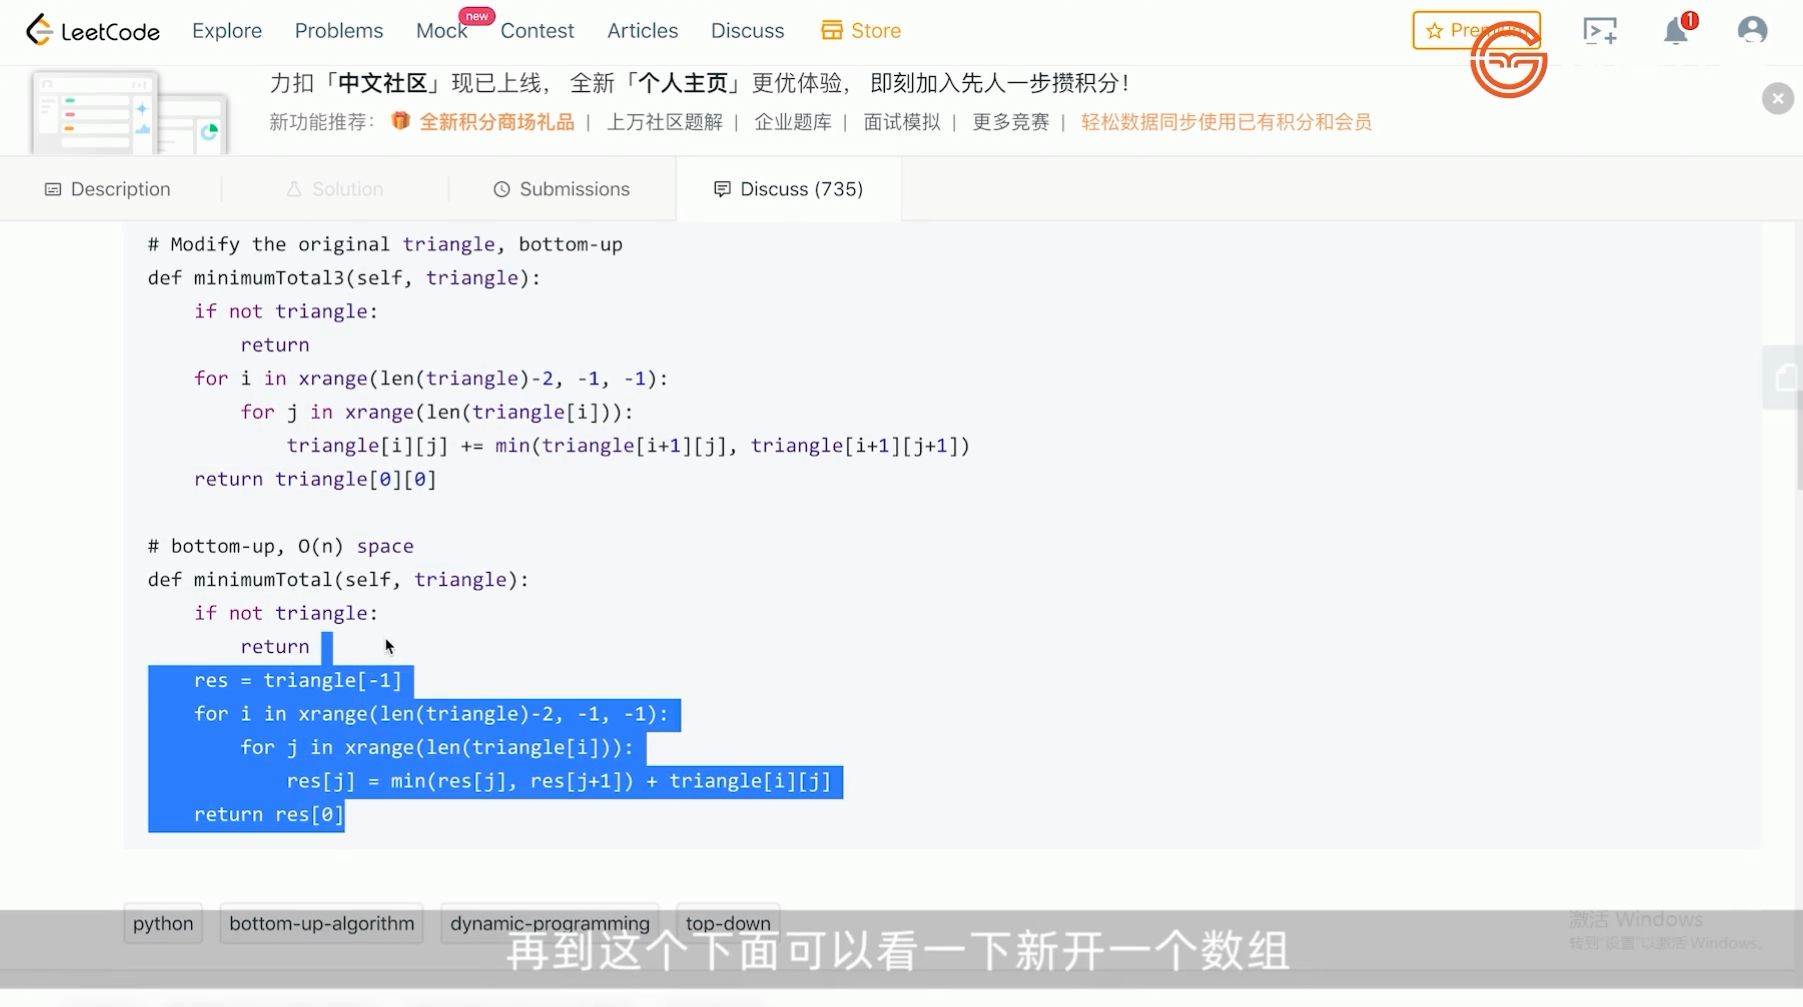 LeetCode Explore Problems Mock new Contest Articles Discuss Store 1
力扣「中文社区」现已上线，全新「个人主页」更优体验，即刻加入先人一步攒积分！
新功能推荐： 全新积分商场礼品 | 上万社区题解 | 企业题库 | 面试模拟 | 更多竞赛 | 轻松数据同步使用已有积分和会员
Description Solution Submissions Discuss (735)
# Modify the original triangle, bottom-up
def minimumTotal3(self, triangle):
    if not triangle:
        return
    for i in xrange(len(triangle)-2, -1, -1):
        for j in xrange(len(triangle[i])):
            triangle[i][j] += min(triangle[i+1][j], triangle[i+1][j+1])
    return triangle[0][0]
# bottom-up, O(n) space
def minimumTotal(self, triangle):
    if not triangle:
        return
    res = triangle[-1]
    for i in xrange(len(triangle)-2, -1, -1):
        for j in xrange(len(triangle[i])):
            res[j] = min(res[j], res[j+1]) + triangle[i][j]
    return res[0]
python bottom-up-algorithm dynamic-programming top-down
激活 Windows
转到"设置"以激活 Windows。
再到这个下面可以看一下新开一个数组